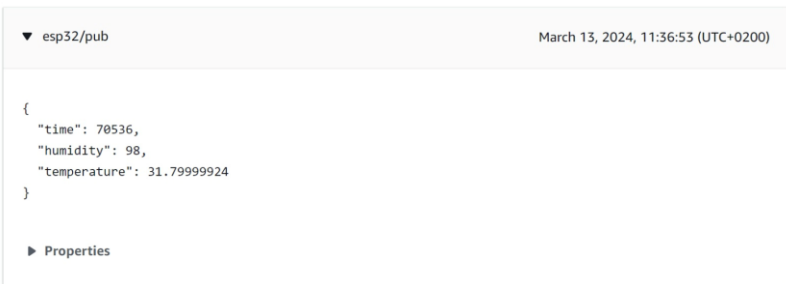 esp32/pub
March 13, 2024, 11:36:53 (UTC+0200)
{
"time": 70536,
"humidity": 98,
"temperature": 31.79999924
}
Properties